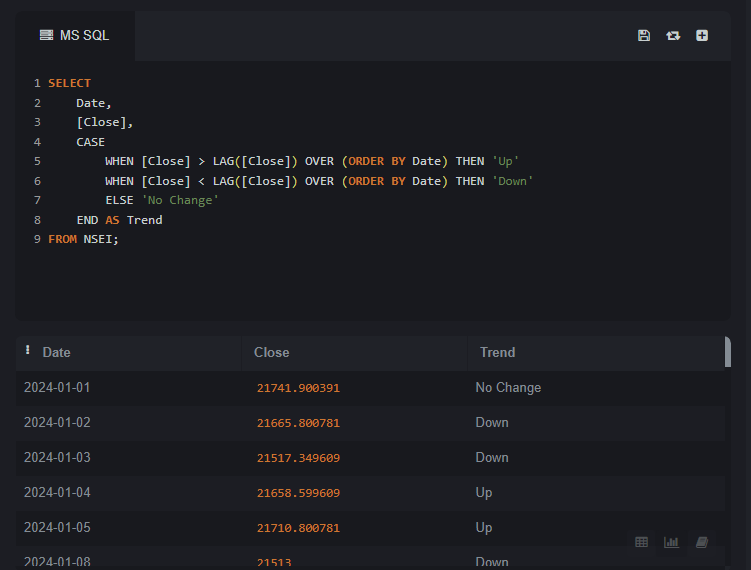 MS SQL
1 SELECT
2 Date,
3 [Close],
4 CASE
5 WHEN [Close] > LAG([Close]) OVER (ORDER BY Date) THEN 'Up'
6 WHEN [Close] < LAG([Close]) OVER (ORDER BY Date) THEN 'Down'
7 ELSE 'No Change'
8 END AS Trend
9 FROM NSEI;
Date Close Trend
2024-01-01 21741.900391 No Change
2024-01-02 21665.800781 Down
2024-01-03 21517.349609 Down
2024-01-04 21658.599609 Up
2024-01-05 21710.800781 Up
2024-01-08 21513 Down